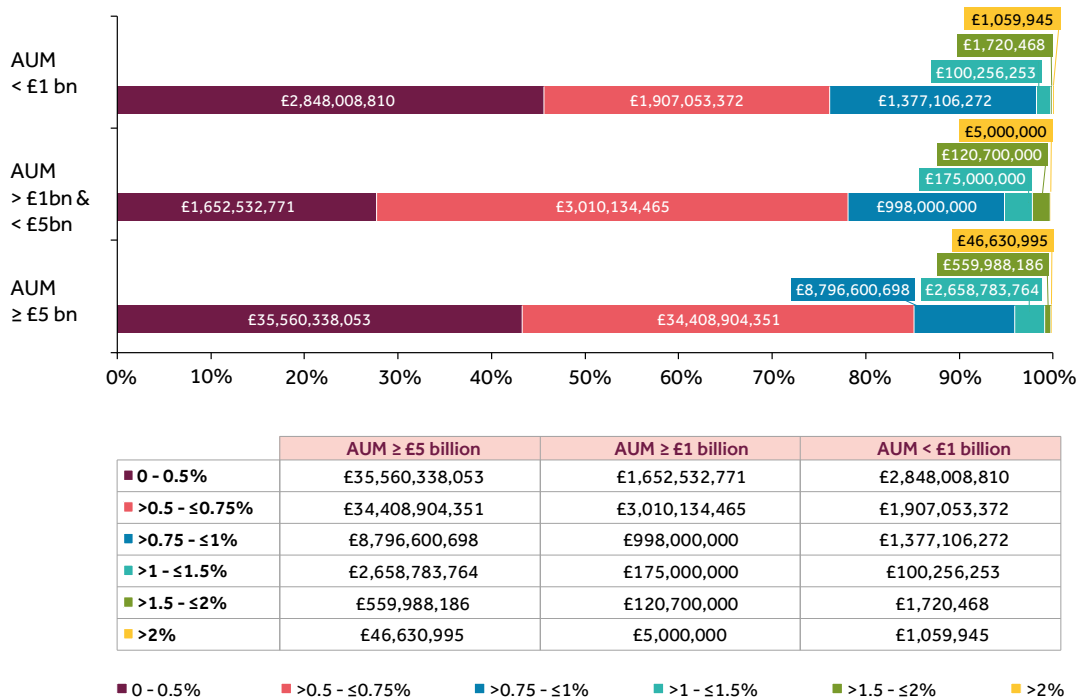 £1,059,945
£1,720,468
£100,256,253
AUM
< £1 bn
£2,848,008,810 £1,907,053,372 £1,377,106,272
£5,000,000
£120,700,000
£175,000,000
AUM
> £1bn &
< £5bn
£1,652,532,771 £3,010,134,465 £998,000,000
£46,630,995
£559,988,186
£8,796,600,698 £2,658,783,764
AUM
≥ £5 bn
£35,560,338,053 £34,408,904,351
0% 10% 20% 30% 40% 50% 60% 70% 80% 90% 100%
AUM ≥ £5 billion AUM ≥ £1 billion AUM < £1 billion
0 - 0.5% £35,560,338,053 £1,652,532,771 £2,848,008,810
>0.5 - ≤0.75% £34,408,904,351 £3,010,134,465 £1,907,053,372
>0.75 - ≤1% £8,796,600,698 £998,000,000 £1,377,106,272
>1 - ≤1.5% £2,658,783,764 £175,000,000 £100,256,253
>1.5 - ≤2% £559,988,186 £120,700,000 £1,720,468
>2% £46,630,995 £5,000,000 £1,059,945
0 - 0.5% >0.5 - ≤0.75% >0.75 - ≤1% >1 - ≤1.5% >1.5 - ≤2% >2%